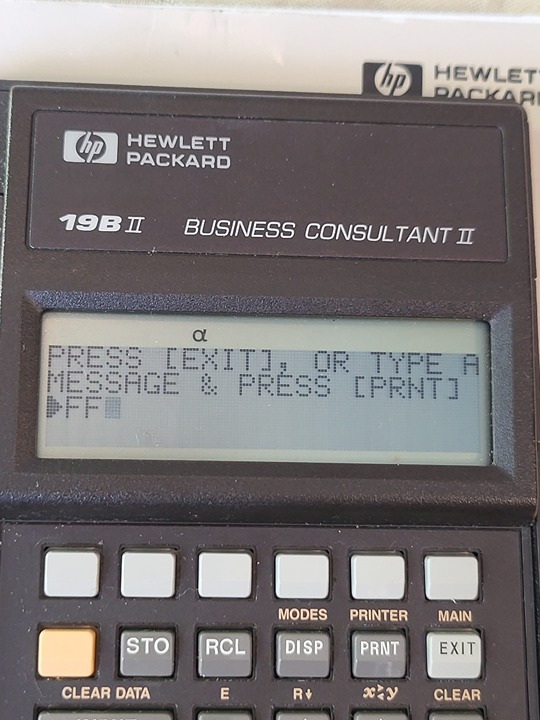 hp HEWLETT
PACKARD
hp HEWLETT
PACKARD
19BII BUSINESS CONSULTANT II
α
PRESS [EXIT], OR TYPE A
MESSAGE & PRESS [PRNT]
FF
MODES PRINTER MAIN
STO RCL DISP PRNT EXIT
CLEAR DATA E R↓ x≷y CLEAR